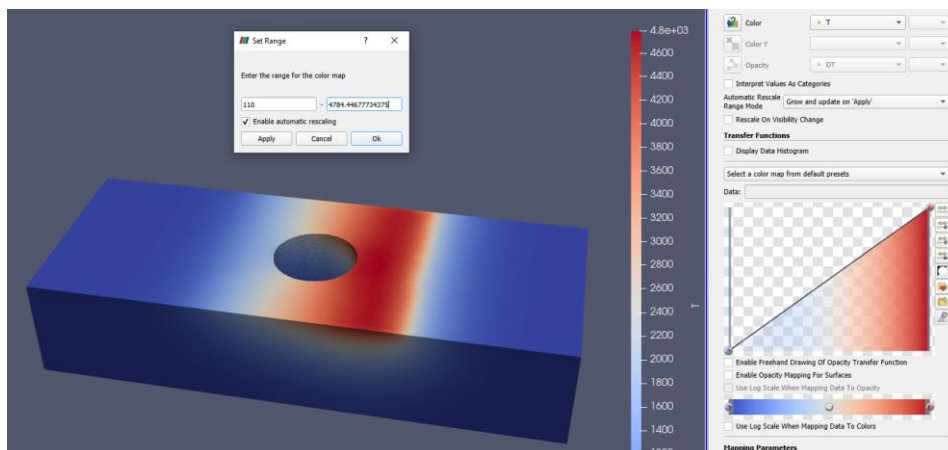 Set Range
?
X
Enter the range for the color map
110
-
4784.44677734375
Enable automatic rescaling
Apply
Cancel
Ok
4.8e+03
4600
4400
4200
4000
3800
3600
3400
3200
3000
2800
2600
2400
2200
2000
1800
1600
1400
T
Color
T
Color Y
Opacity
DT
Interpret Values As Categories
Automatic Rescale
Range Mode
Grow and update on 'Apply'
Rescale On Visibility Change
Transfer Functions
Display Data Histogram
Select a color map from default presets
Data:
Enable Freehand Drawing Of Opacity Transfer Function
Enable Opacity Mapping For Surfaces
Use Log Scale When Mapping Data To Opacity
Use Log Scale When Mapping Data To Colors
Mapping Parameters